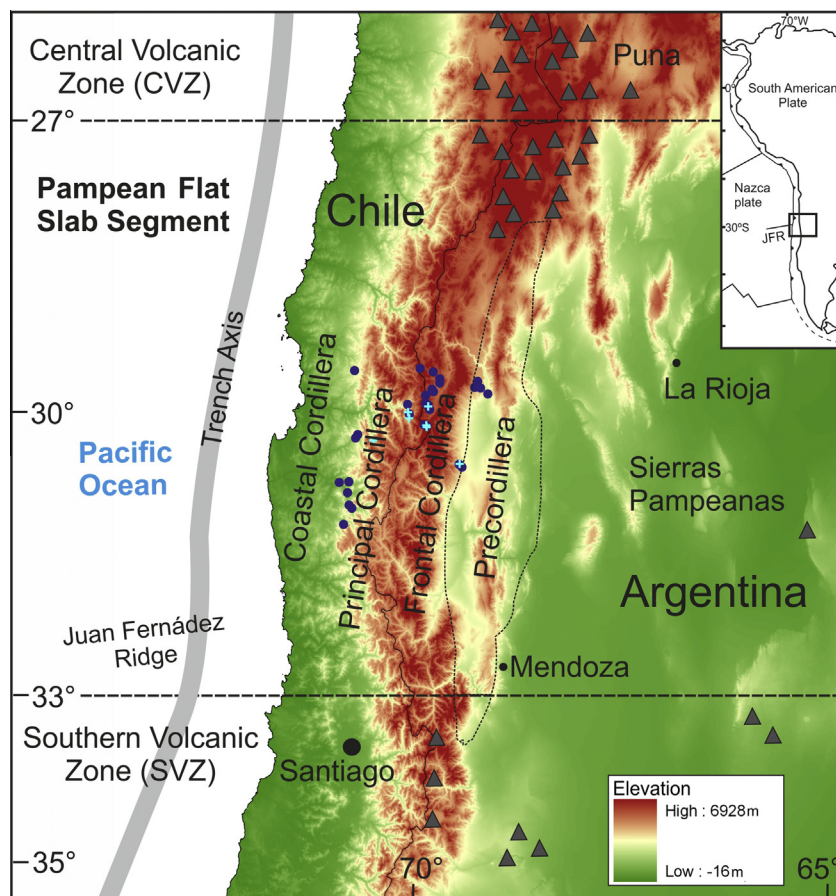 Central Volcanic
Zone (CVZ)
Puna
70°W
South American
Plate
0°
Nazca
plate
30°S
JFR
27°
Pampean Flat
Slab Segment
Chile
Trench Axis
La Rioja
30°
Pacific
Ocean
Coastal Cordillera
Principal Cordillera
Frontal Cordillera
Precordillera
Sierras
Pampeanas
Argentina
Juan Fernádez
Ridge
Mendoza
33°
Southern Volcanic
Zone (SVZ)
Santiago
Elevation
High : 6928m
Low : -16m
35°
70°
65°